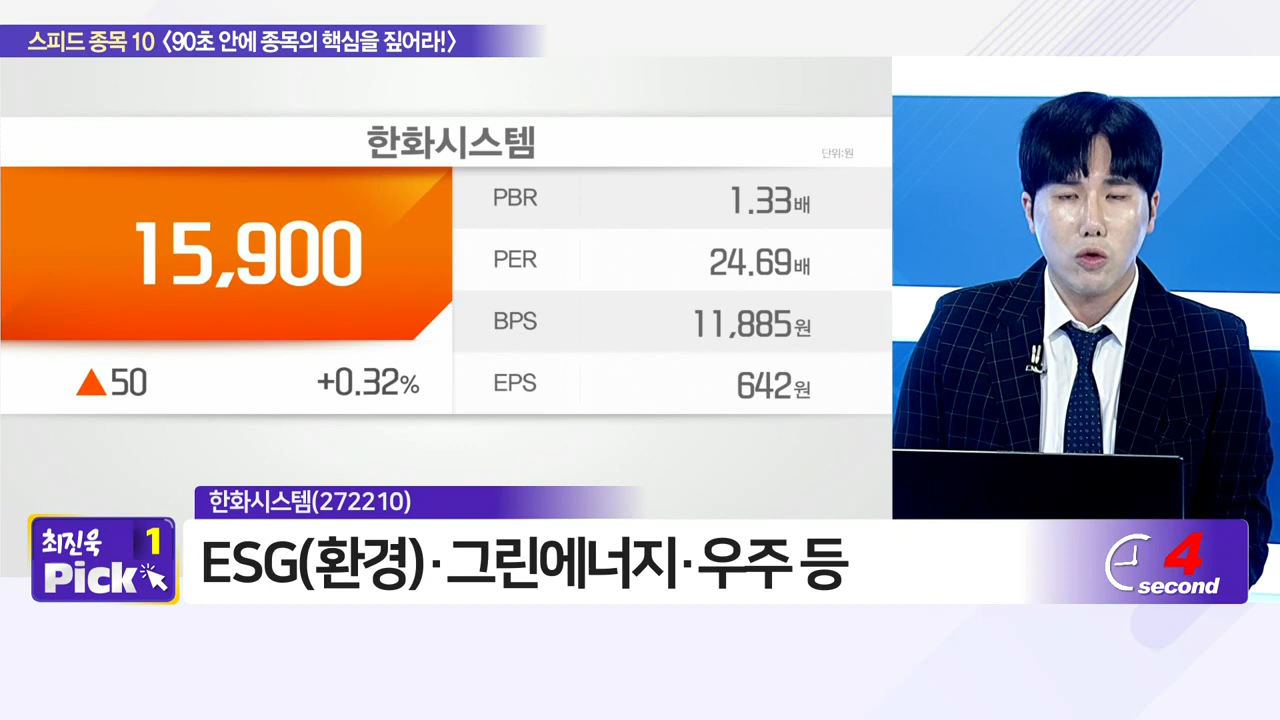 스피드 종목 10 〈90초 안에 종목의 핵심을 짚어라!〉
한화시스템
단위:원
15,900
▲50 +0.32%
PBR 1.33배
PER 24.69배
BPS 11,885원
EPS 642원
한화시스템(272210)
최진욱 1
Pick
ESG(환경)·그린에너지·우주 등
4
second